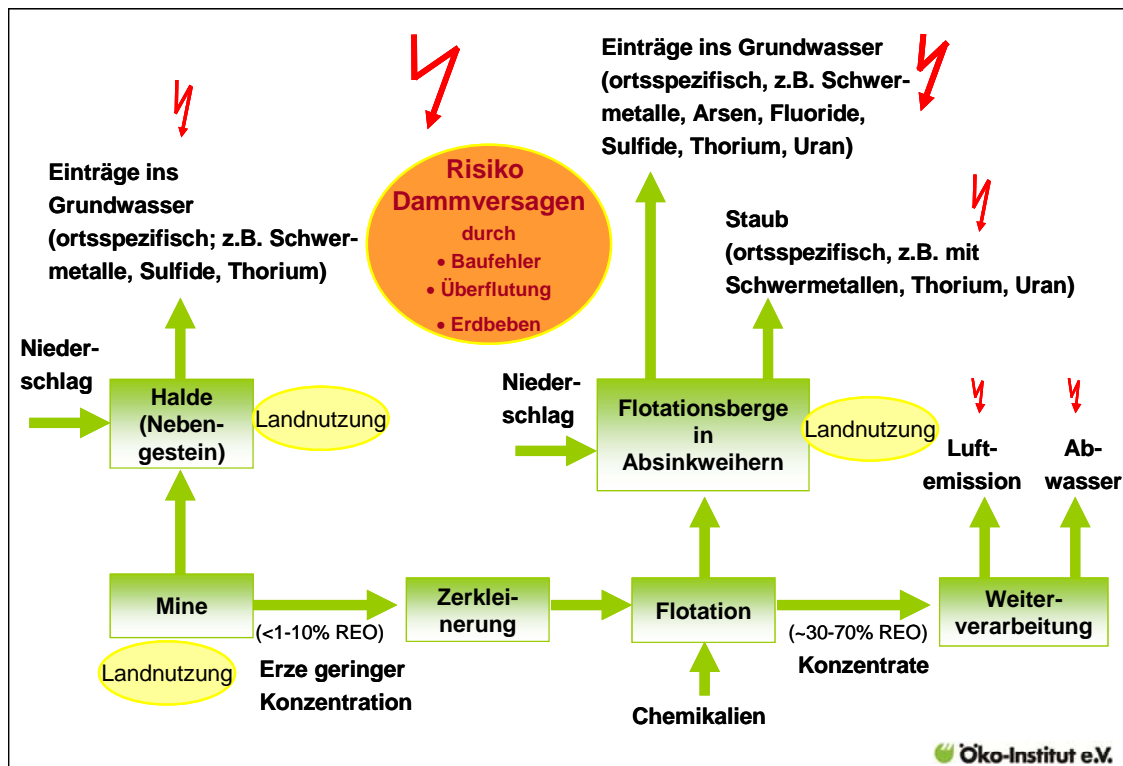 Einträge ins Grundwasser
(ortsspezifisch, z.B. Schwer-
metalle, Arsen, Fluoride,
Sulfide, Thorium, Uran)
Einträge ins
Grundwasser
(ortsspezifisch; z.B. Schwer-
metalle, Sulfide, Thorium)
Risiko
Dammversagen
durch
• Baufehler
• Überflutung
• Erdbeben
Staub
(ortsspezifisch, z.B. mit
Schwermetallen, Thorium, Uran)
Nieder-
schlag
Halde
(Neben-
gestein)
Landnutzung
Nieder-
schlag
Flotationsberge
in
Absinkweihern
Landnutzung
Luft-
emission
Ab-
wasser
Mine
Landnutzung
(<1-10% REO)
Erze geringer
Konzentration
Zerklei-
nerung
Flotation
Chemikalien
(~30-70% REO)
Konzentrate
Weiter-
verarbeitung
Öko-Institut e.V.